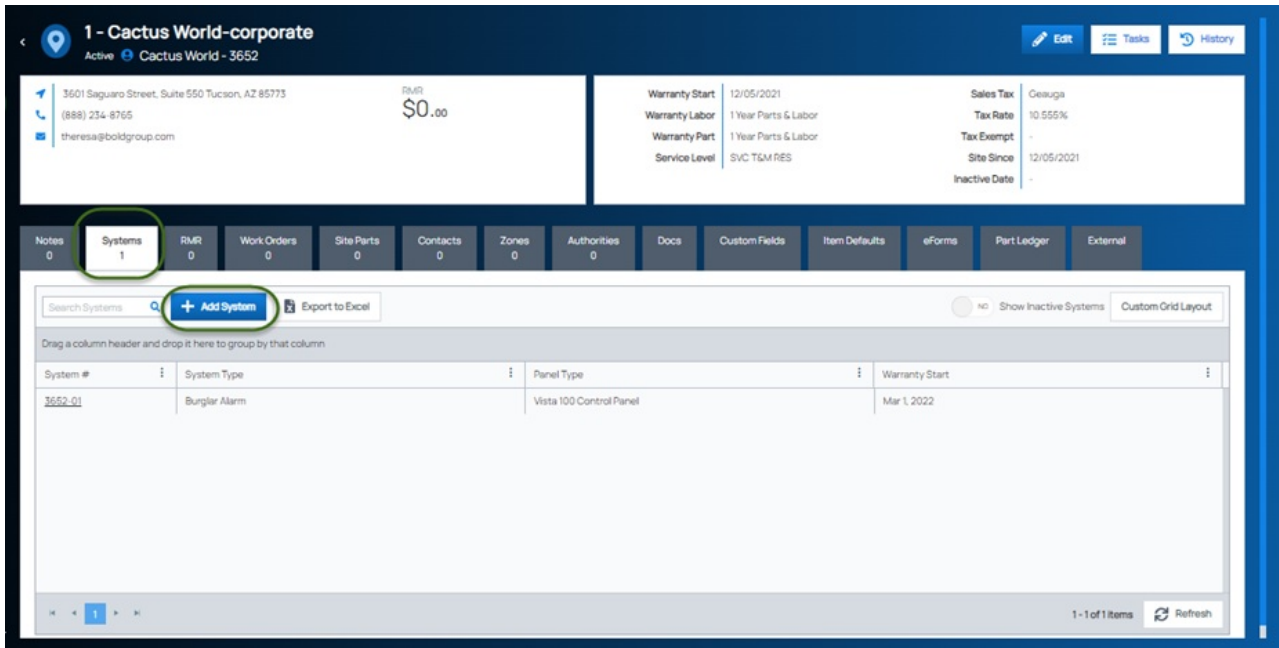 1 - Cactus World-corporate
Active Cactus World - 3652
Edit
Tasks
History
3601 Saguaro Street, Suite 550 Tucson, AZ 85773
(888) 234-8765
theresa@boldgroup.com
RMR
$0.00
Warranty Start 12/05/2021
Warranty Labor 1 Year Parts & Labor
Warranty Part 1 Year Parts & Labor
Service Level SVC T&M RES
Sales Tax Geauga
Tax Rate 10.555%
Tax Exempt -
Site Since 12/05/2021
Inactive Date -
Notes 0
Systems 1
RMR 0
Work Orders 0
Site Parts 0
Contacts 0
Zones 0
Authorities 0
Docs
Custom Fields
Item Defaults
eForms
Part Ledger
External
Search Systems
+ Add System
Export to Excel
NO Show Inactive Systems
Custom Grid Layout
Drag a column header and drop it here to group by that column
System # System Type Panel Type Warranty Start
3652-01 Burglar Alarm Vista 100 Control Panel Mar 1, 2022
1
1 - 1 of 1 items
Refresh